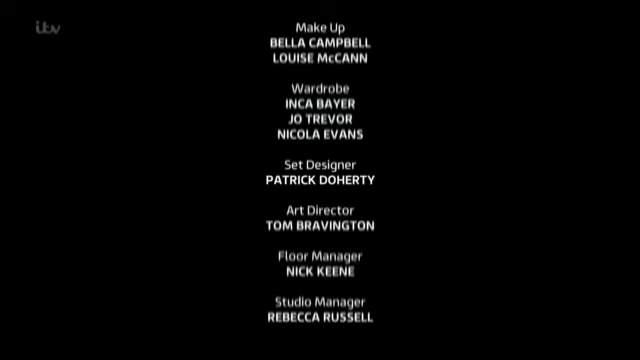 itv
Make Up
BELLA CAMPBELL
LOUISE McCANN
Wardrobe
INCA BAYER
JO TREVOR
NICOLA EVANS
Set Designer
PATRICK DOHERTY
Art Director
TOM BRAVINGTON
Floor Manager
NICK KEENE
Studio Manager
REBECCA RUSSELL